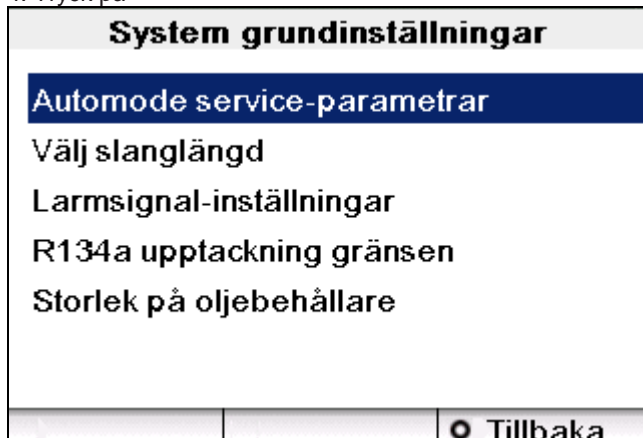 System grundinställningar
Automode service-parametrar
Välj slanglängd
Larmsignal-inställningar
R134a upptackning gränsen
Storlek på oljebehållare
Tillbaka